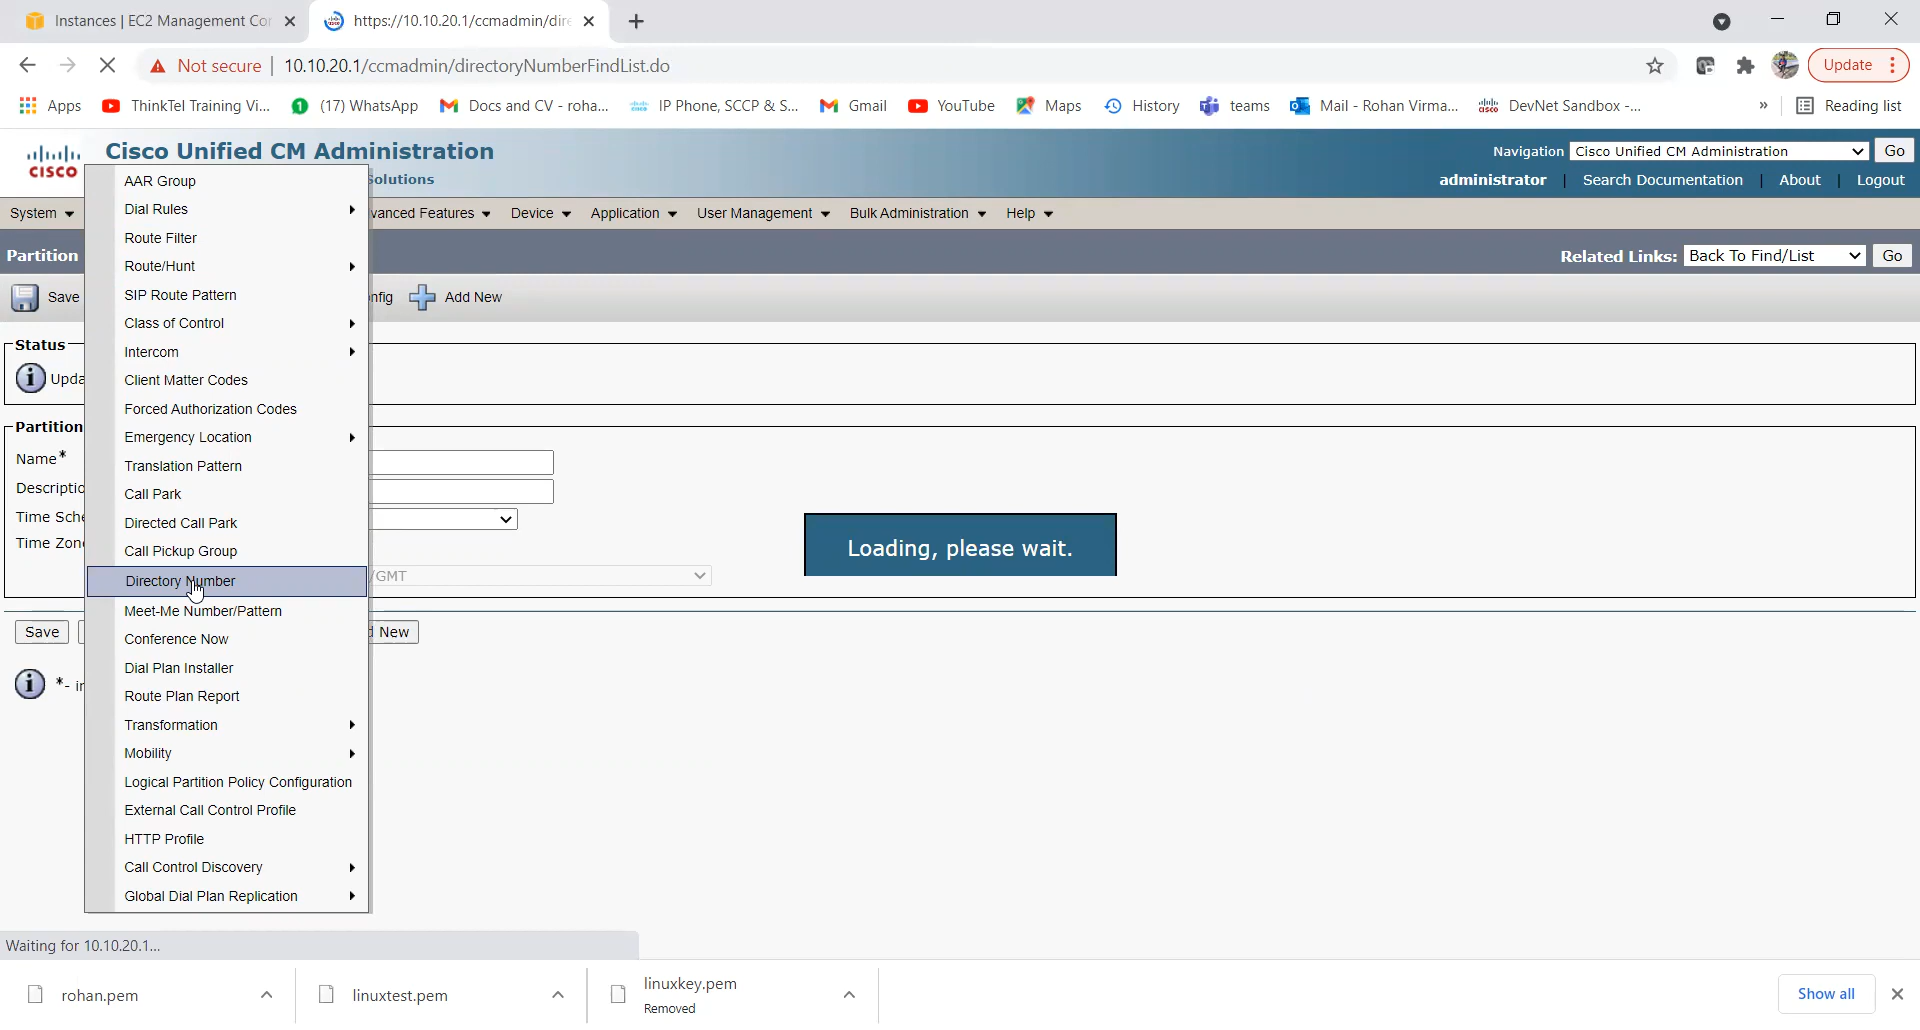 Instances | EC2 Management Cor
https://10.10.20.1/ccmadmin/dire
Not secure | 10.10.20.1/ccmadmin/directoryNumberFindList.do
Update
Apps
ThinkTel Training Vi...
(17) WhatsApp
Docs and CV - roha...
IP Phone, SCCP & S...
Gmail
YouTube
Maps
History
teams
Mail - Rohan Virma...
DevNet Sandbox -...
»
Reading list
CISCO
Cisco Unified CM Administration
Solutions
Navigation Cisco Unified CM Administration Go
administrator | Search Documentation | About | Logout
System
vanced Features
Device
Application
User Management
Bulk Administration
Help
Partition
Related Links: Back To Find/List Go
Save
nfig
Add New
Status
Upda
Partition
Name*
Descriptio
Time Sche
Time Zon
/GMT
Save
d New
*- ir
AAR Group
Dial Rules
Route Filter
Route/Hunt
SIP Route Pattern
Class of Control
Intercom
Client Matter Codes
Forced Authorization Codes
Emergency Location
Translation Pattern
Call Park
Directed Call Park
Call Pickup Group
Directory Number
Meet-Me Number/Pattern
Conference Now
Dial Plan Installer
Route Plan Report
Transformation
Mobility
Logical Partition Policy Configuration
External Call Control Profile
HTTP Profile
Call Control Discovery
Global Dial Plan Replication
Loading, please wait.
Waiting for 10.10.20.1...
rohan.pem
linuxtest.pem
linuxkey.pem
Removed
Show all